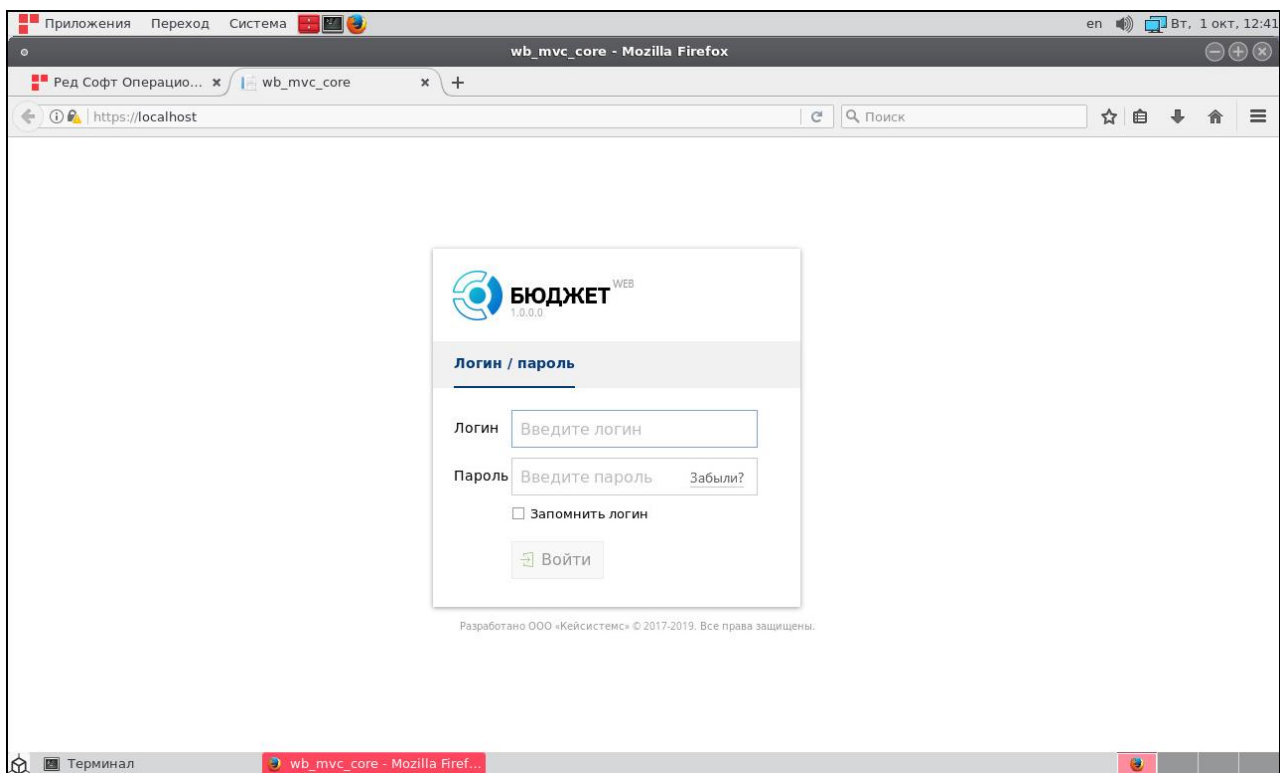 Приложения Переход Система en Вт, 1 окт, 12:41
wb_mvc_core - Mozilla Firefox
Ред Софт Операцио... wb_mvc_core
https://localhost Поиск
БЮДЖЕТ WEB
1.0.0.0
Логин / пароль
Логин Введите логин
Пароль Введите пароль Забыли?
Запомнить логин
Войти
Разработано ООО «Кейсистемс» © 2017-2019. Все права защищены.
Терминал wb_mvc_core - Mozilla Firef...